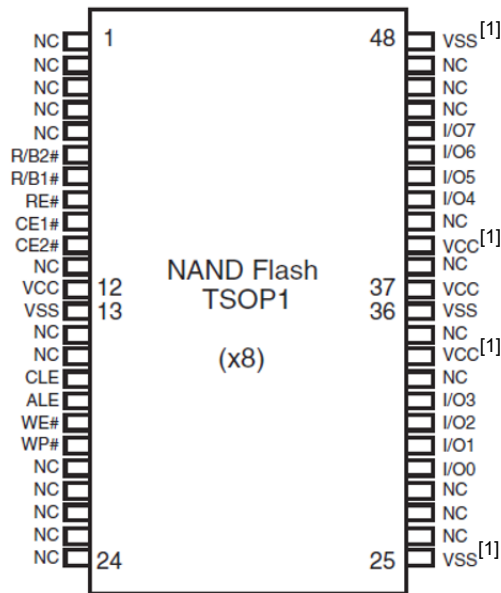 NC 1 48 VSS[1]
NC NC
NC NC
NC NC
NC I/O7
R/B2# I/O6
R/B1# I/O5
RE# I/O4
CE1# NC
CE2# VCC[1]
NC NC
VCC 12 37 VCC
VSS 13 36 VSS
NC NC
NC VCC[1]
CLE NC
ALE I/O3
WE# I/O2
WP# I/O1
NC I/O0
NC NC
NC NC
NC NC
NC 24 25 VSS[1]
NAND Flash
TSOP1
(x8)